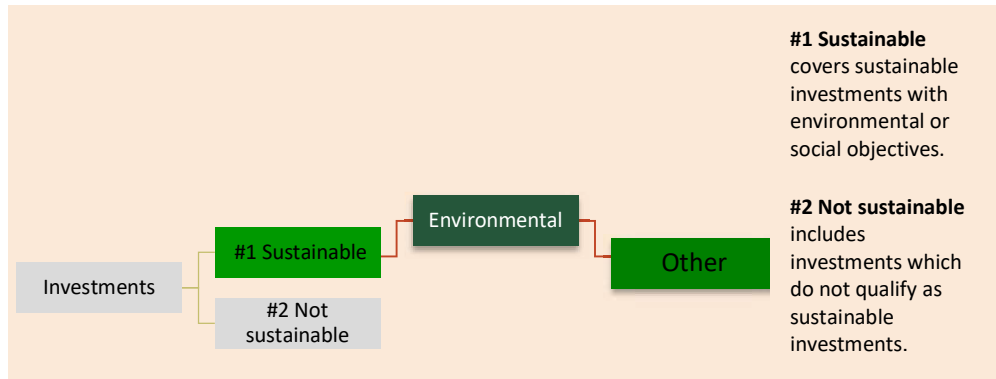 Investments
#1 Sustainable
#2 Not
sustainable
Environmental
Other
#1 Sustainable
covers sustainable
investments with
environmental or
social objectives.
#2 Not sustainable
includes
investments which
do not qualify as
sustainable
investments.